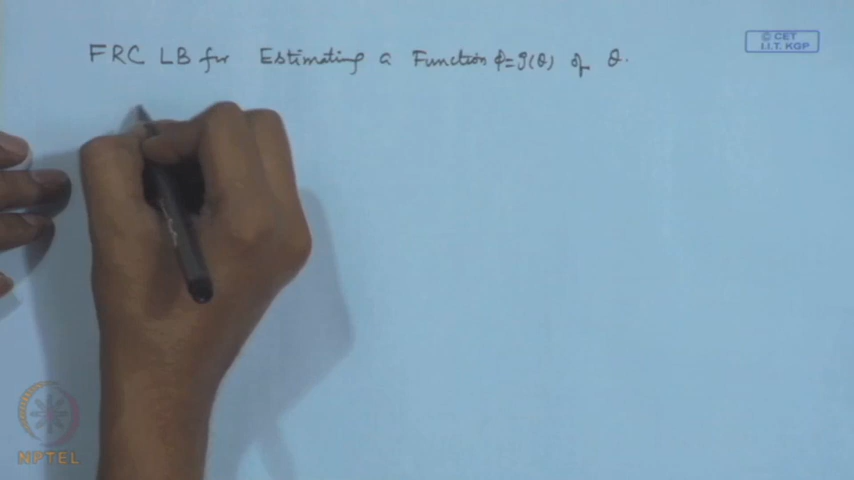 FRC LB for Estimating a Function φ=g(θ) of θ.
© CET
I.I.T. KGP
NPTEL